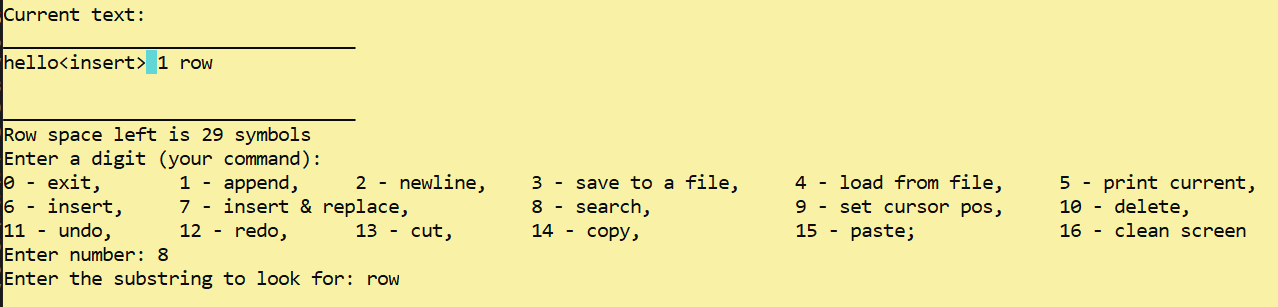 Current text:
hello<insert> 1 row
Row space left is 29 symbols
Enter a digit (your command):
0 - exit, 1 - append, 2 - newline, 3 - save to a file, 4 - load from file, 5 - print current,
6 - insert, 7 - insert & replace, 8 - search, 9 - set cursor pos, 10 - delete,
11 - undo, 12 - redo, 13 - cut, 14 - copy, 15 - paste; 16 - clean screen
Enter number: 8
Enter the substring to look for: row